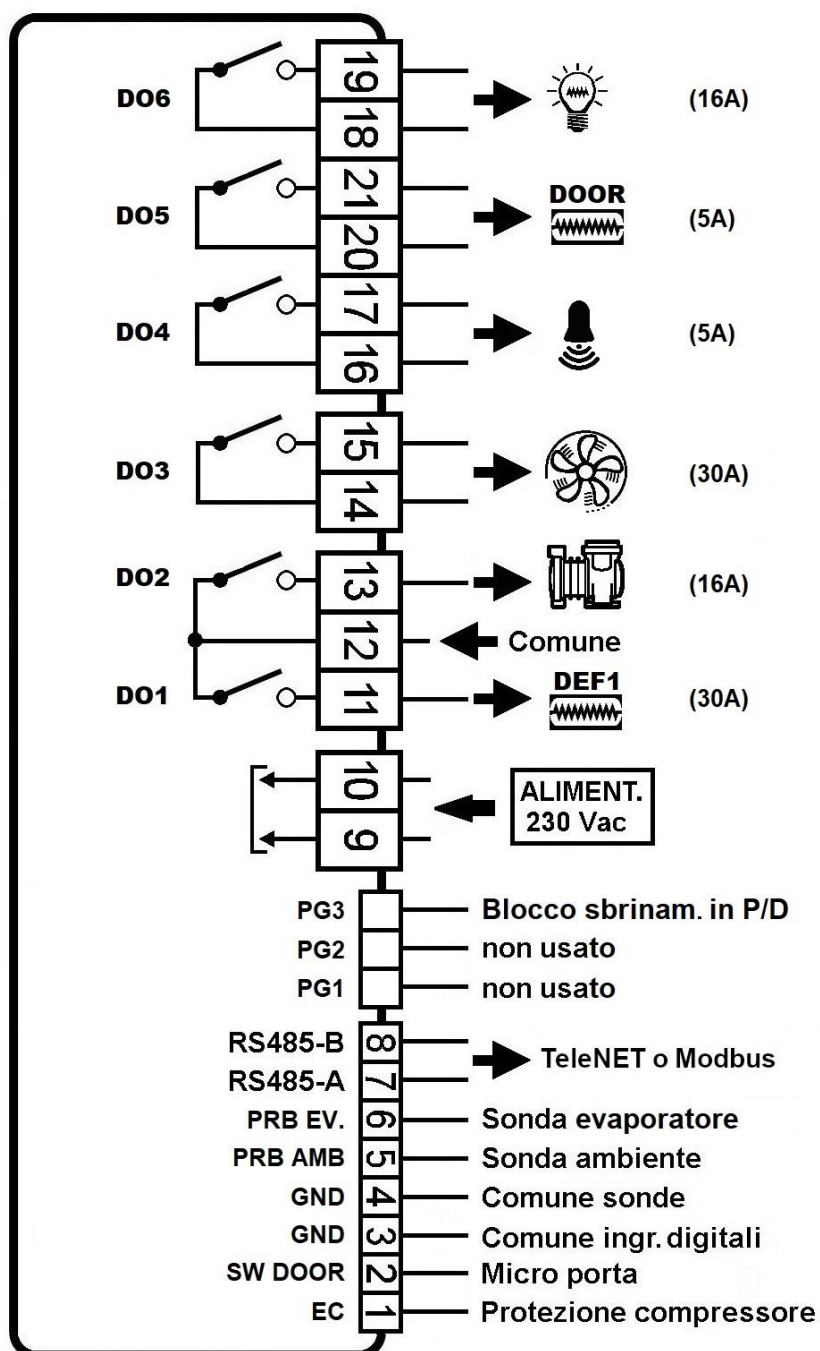 DO6 19 (16A)
18
DO5 21 DOOR (5A)
20
DO4 17 (5A)
16
DO3 15 (30A)
14
DO2 13 (16A)
12 Comune
DO1 11 DEF1 (30A)
10 ALIMENT.
9 230 Vac
PG3 Blocco sbrinam. in P/D
PG2 non usato
PG1 non usato
RS485-B 8 TeleNET o Modbus
RS485-A 7
PRB EV. 6 Sonda evaporatore
PRB AMB 5 Sonda ambiente
GND 4 Comune sonde
GND 3 Comune ingr. digitali
SW DOOR 2 Micro porta
EC 1 Protezione compressore